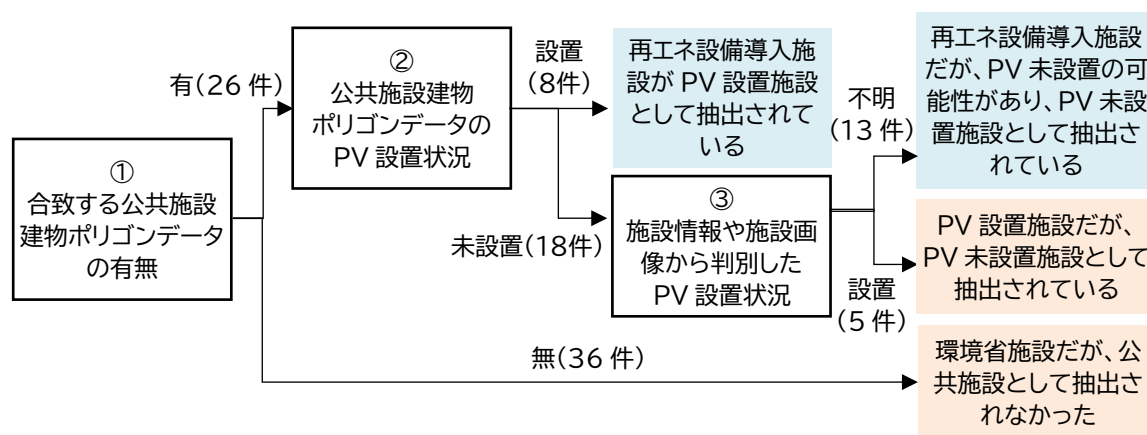 ①
合致する公共施設
建物ポリゴンデータ
の有無
有(26 件)
②
公共施設建物
ポリゴンデータの
PV 設置状況
設置
(8件)
再エネ設備導入施
設が PV 設置施設
として抽出されて
いる
未設置(18件)
③
施設情報や施設画
像から判別した
PV 設置状況
不明
(13 件)
再エネ設備導入施設
だが、PV 未設置の可
能性があり、PV 未設
置施設として抽出さ
れている
設置
(5 件)
PV 設置施設だが、
PV 未設置施設として
抽出されている
無(36 件)
環境省施設だが、公
共施設として抽出さ
れなかった